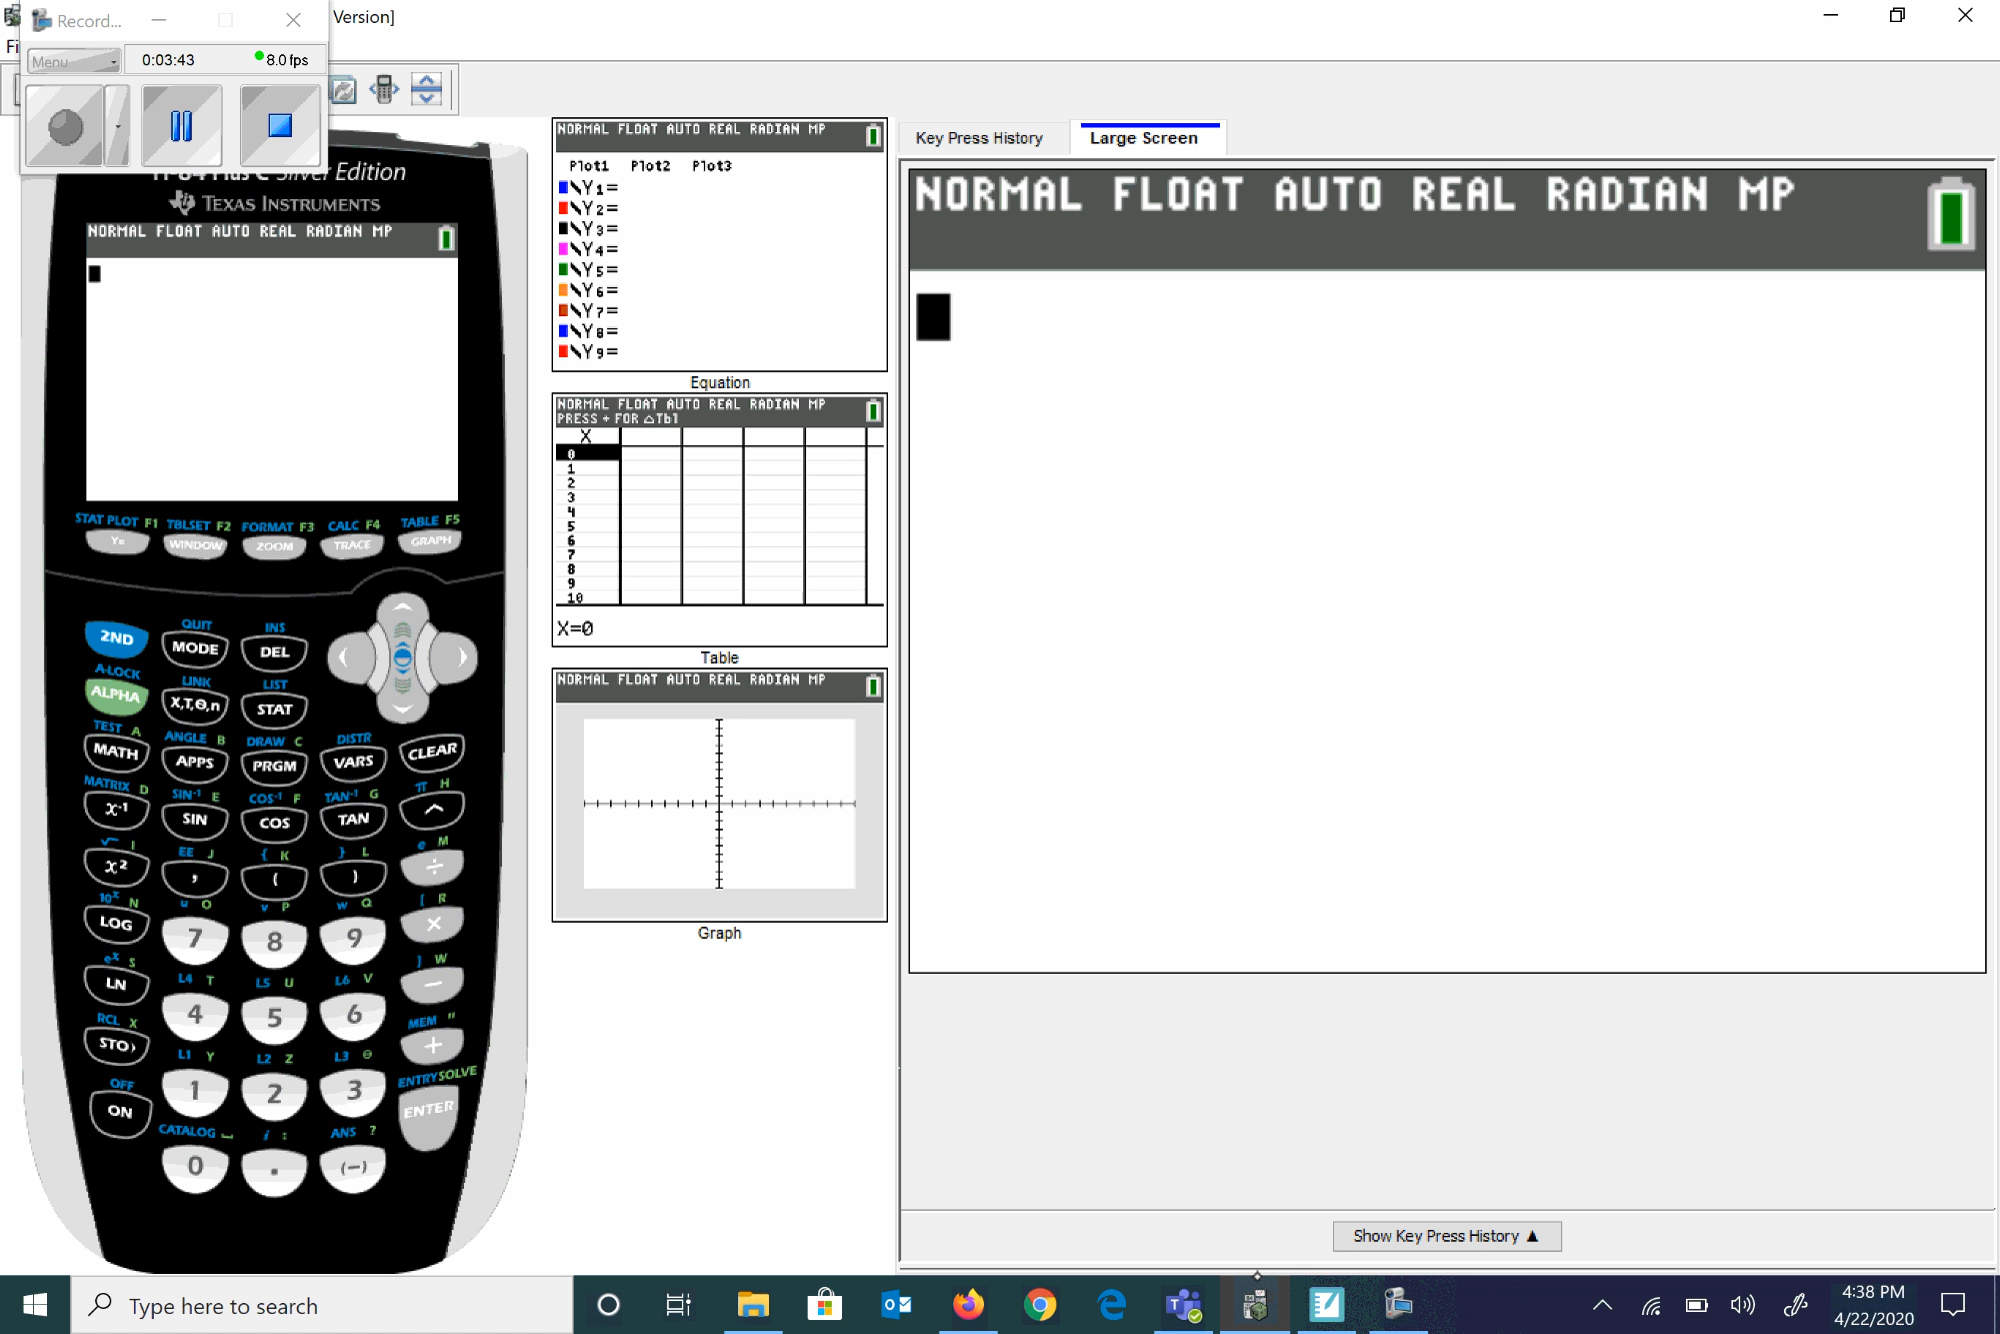 Record...
Version]
Fi
Menu
0:03:43
8.0 fps
Silver Edition
TEXAS INSTRUMENTS
NORMAL FLOAT AUTO REAL RADIAN MP
STAT PLOT F1 TBLSET F2 FORMAT F3 CALC F4 TABLE F5
Y= WINDOW ZOOM TRACE GRAPH
QUIT INS
2ND MODE DEL
A-LOCK LINK LIST
ALPHA X,T,Θ,n STAT
TEST A ANGLE B DRAW C DISTR
MATH APPS PRGM VARS CLEAR
MATRIX D SIN-1 E COS-1 F TAN-1 G π H
x-1 SIN COS TAN ^
√ I EE J { K } L e M
x2 , ( ) ÷
10x N u O v P w Q [ R
LOG 7 8 9 ×
ex S L4 T L5 U L6 V ] W
LN 4 5 6 −
RCL X L1 Y L2 Z L3 θ MEM "
STO› 1 2 3 +
OFF CATALOG ⎵ i : ANS ? ENTRY SOLVE
ON 0 . (−) ENTER
NORMAL FLOAT AUTO REAL RADIAN MP
Plot1 Plot2 Plot3
\Y1=
\Y2=
\Y3=
\Y4=
\Y5=
\Y6=
\Y7=
\Y8=
\Y9=
Equation
NORMAL FLOAT AUTO REAL RADIAN MP
PRESS + FOR △Tbl
X
0
1
2
3
4
5
6
7
8
9
10
X=0
Table
NORMAL FLOAT AUTO REAL RADIAN MP
Graph
Key Press History
Large Screen
NORMAL FLOAT AUTO REAL RADIAN MP
Show Key Press History ▲
Type here to search
4:38 PM
4/22/2020